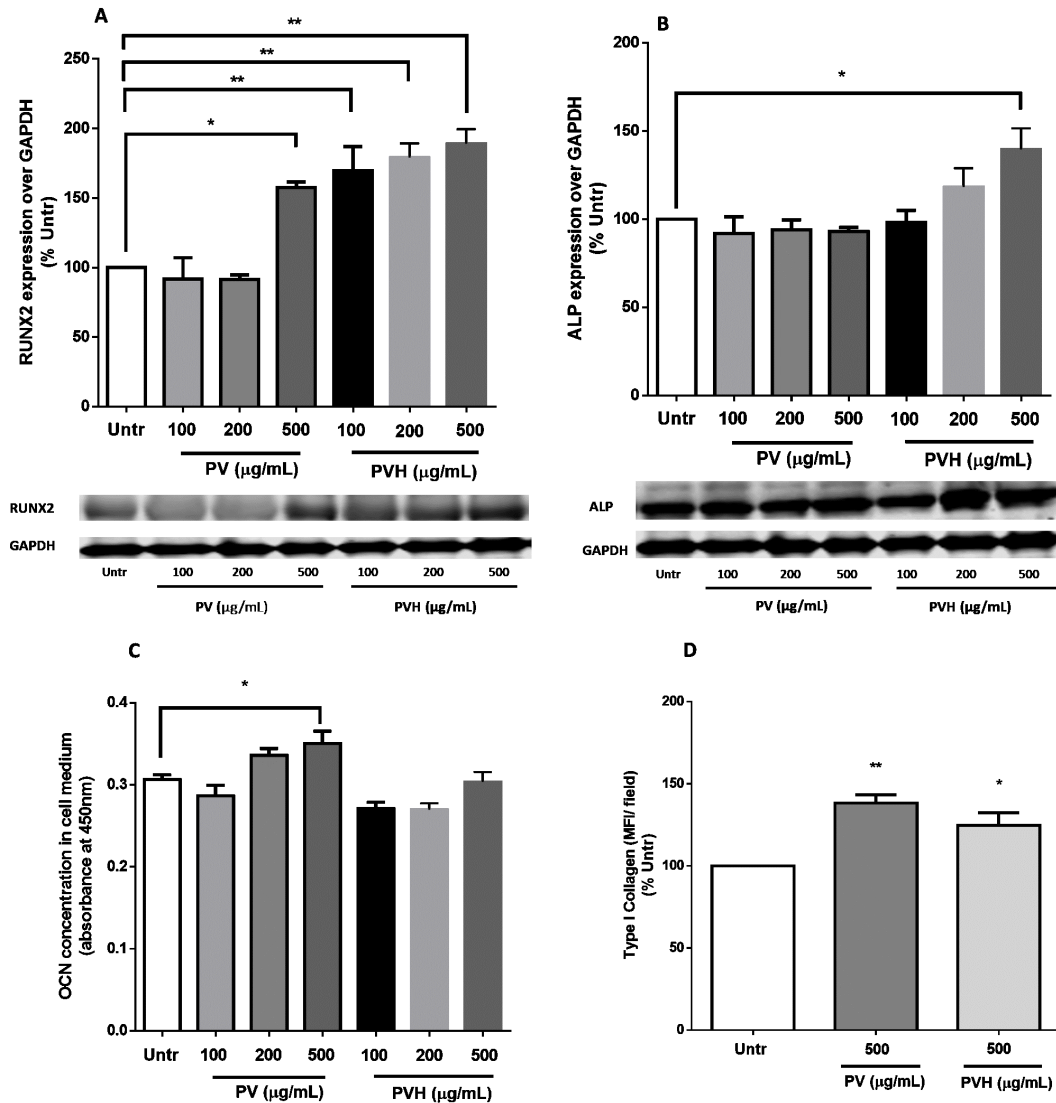 A
**
**
**
*
RUNX2 expression over GAPDH
(% Untr)
250
200
150
100
50
0
Untr 100 200 500 100 200 500
PV (µg/mL) PVH (µg/mL)
RUNX2
GAPDH
Untr 100 200 500 100 200 500
PV (µg/mL) PVH (µg/mL)
B
*
ALP expression over GAPDH
(% Untr)
200
150
100
50
0
Untr 100 200 500 100 200 500
PV (µg/mL) PVH (µg/mL)
ALP
GAPDH
Untr 100 200 500 100 200 500
PV (µg/mL) PVH (µg/mL)
C
*
OCN concentration in cell medium
(absorbance at 450nm)
0.4
0.3
0.2
0.1
0.0
Untr 100 200 500 100 200 500
PV (µg/mL) PVH (µg/mL)
D
**
*
Type I Collagen (MFI/ field)
(% Untr)
200
150
100
50
0
Untr 500 500
PV (µg/mL) PVH (µg/mL)